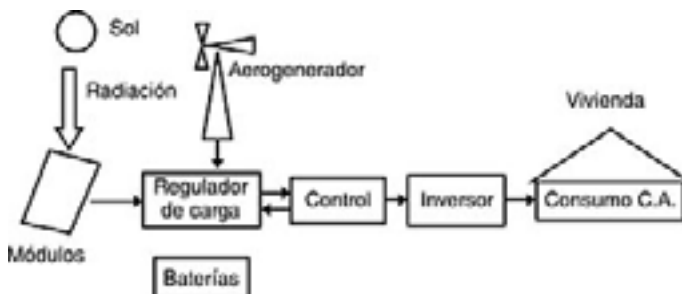 Sol
Aerogenerador
Radiación
Vivienda
Regulador
de carga
Control
Inversor
Consumo C.A.
Módulos
Baterías